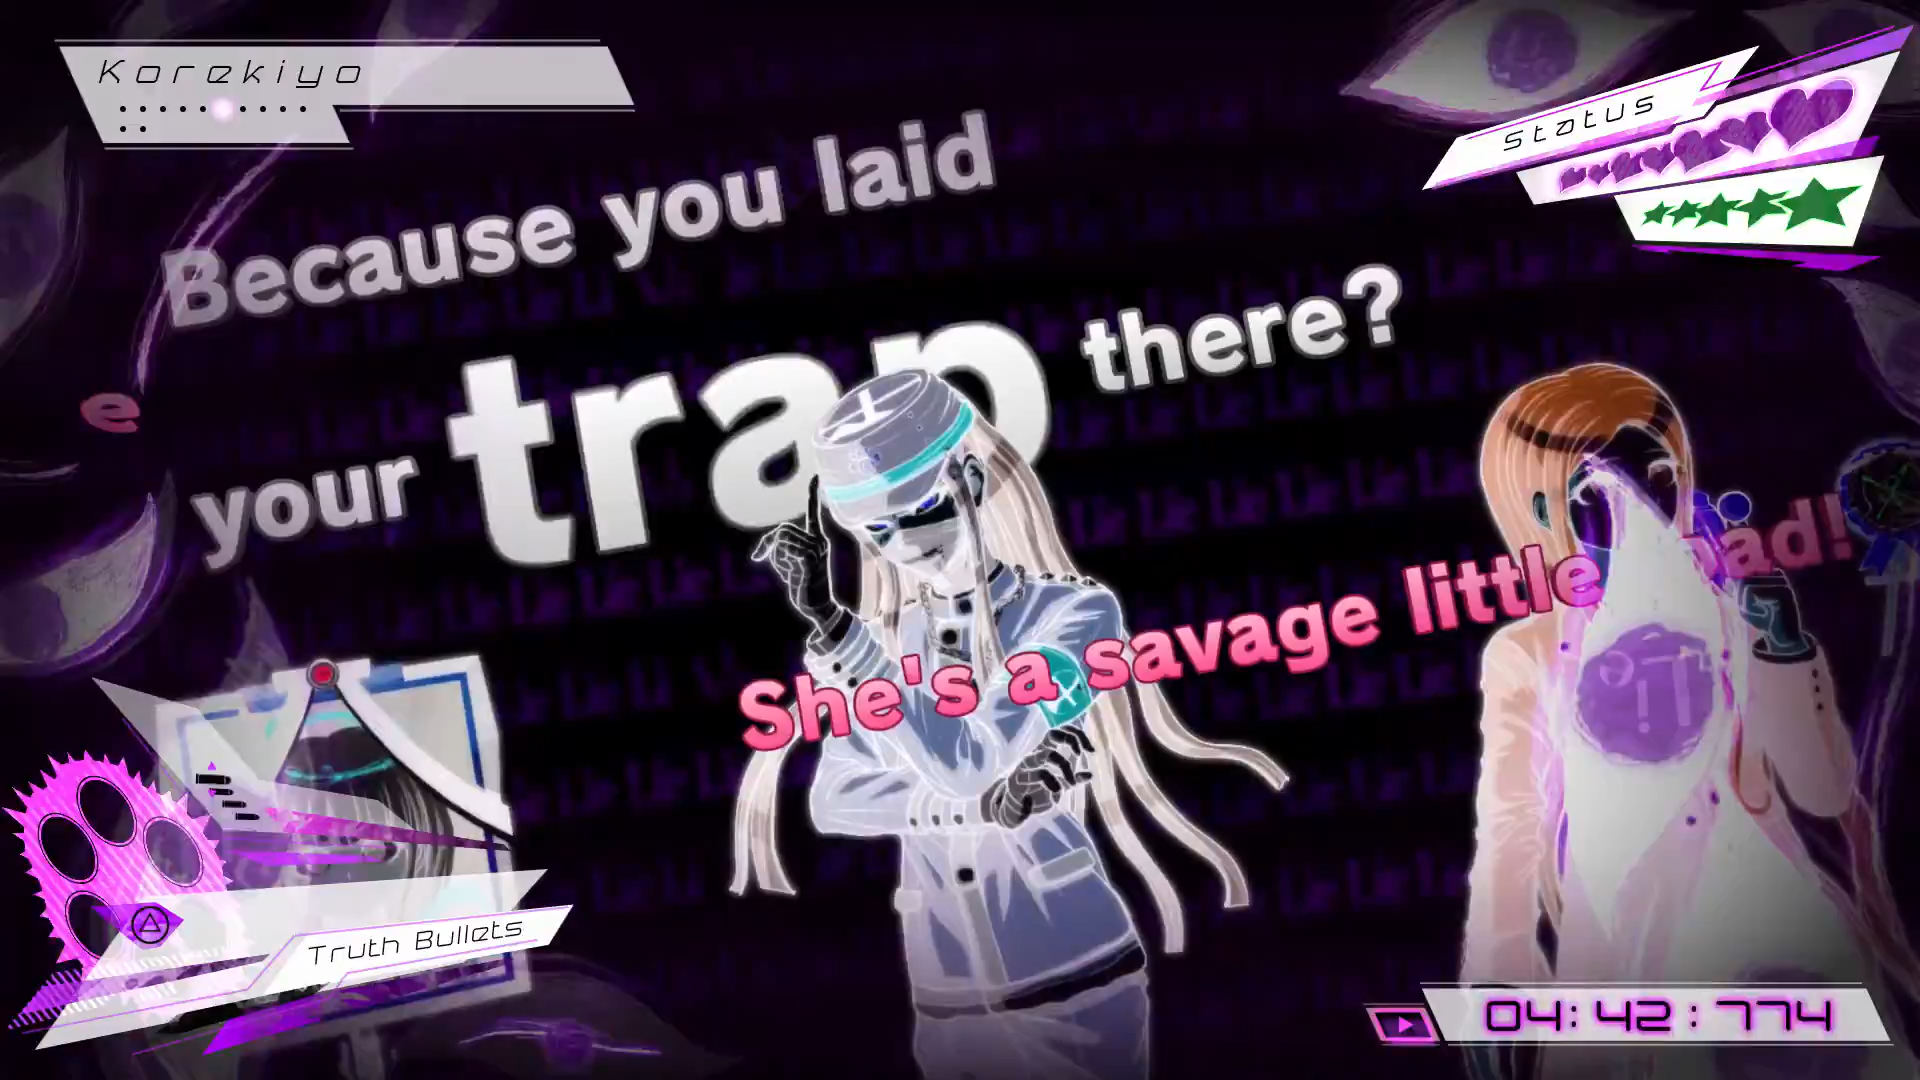 Korekiyo
Status
Because you laid
your trap there?
e
She's a savage little
Truth Bullets
04:42:774